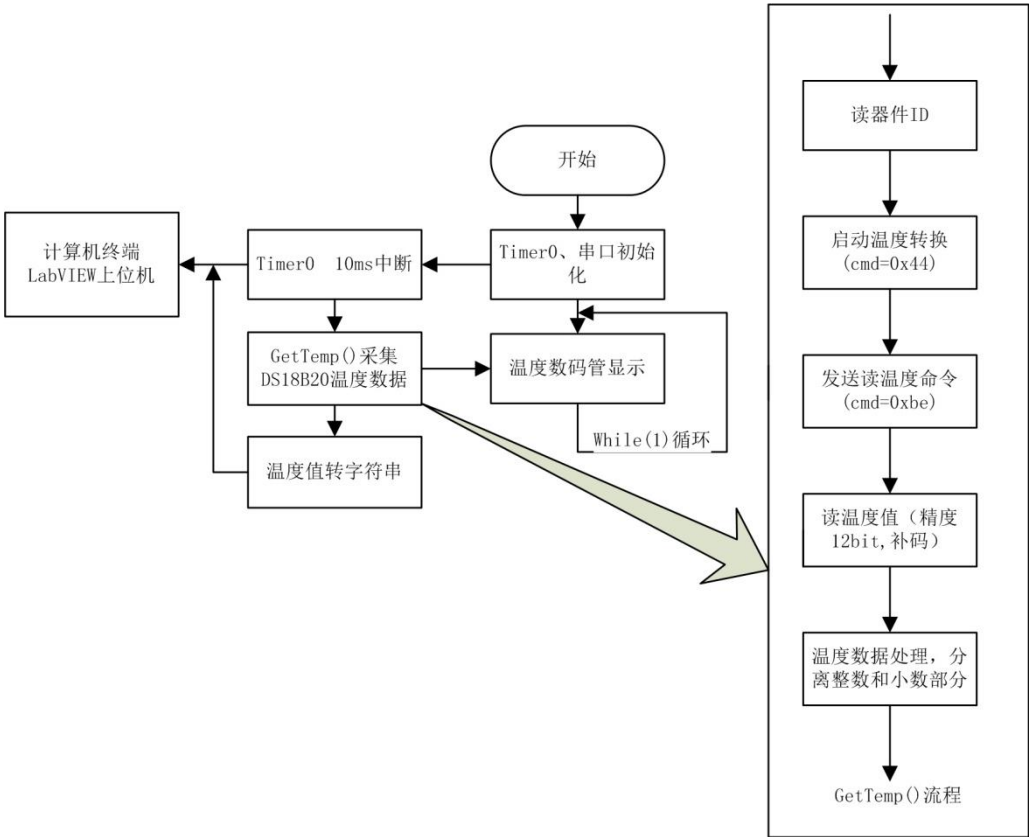 开始
Timer0、串口初始
化
Timer0 10ms中断
计算机终端
LabVIEW上位机
GetTemp()采集
DS18B20温度数据
温度数码管显示
While(1)循环
温度值转字符串
读器件ID
启动温度转换
(cmd=0x44)
发送读温度命令
(cmd=0xbe)
读温度值（精度
12bit,补码）
温度数据处理，分
离整数和小数部分
GetTemp()流程